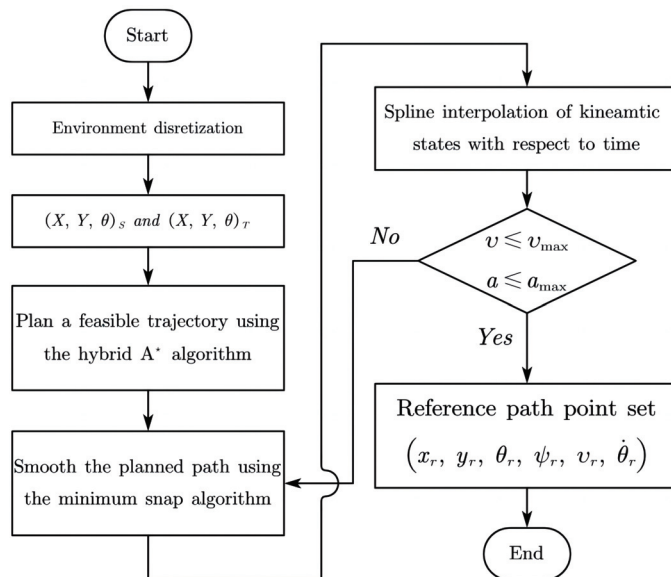 Start
Environment disretization
(X, Y, θ)_S and (X, Y, θ)_T
Plan a feasible trajectory using
the hybrid A* algorithm
Smooth the planned path using
the minimum snap algorithm
Spline interpolation of kineamtic
states with respect to time
No
υ ≤ υ_max
a ≤ a_max
Yes
Reference path point set
(x_r, y_r, θ_r, ψ_r, υ_r, θ̇_r)
End